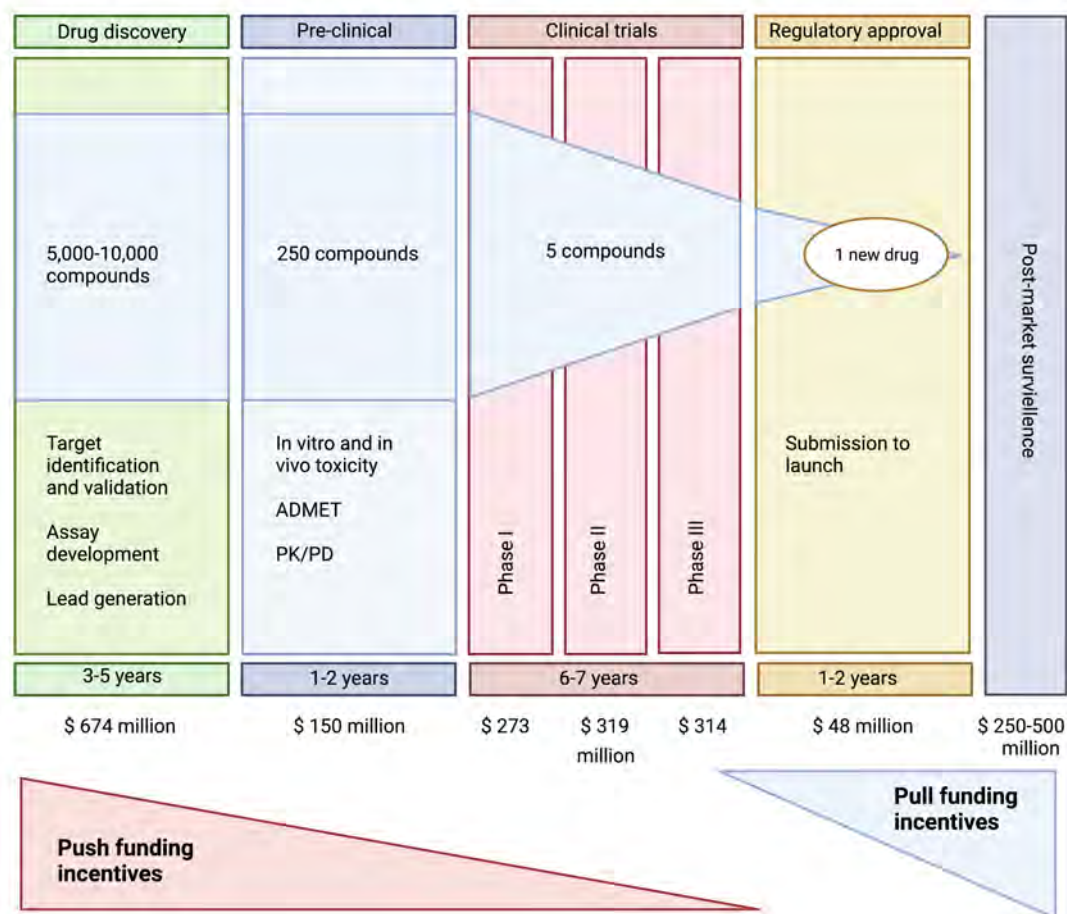 Drug discovery
Pre-clinical
Clinical trials
Regulatory approval
5,000-10,000
compounds
250 compounds
5 compounds
1 new drug
Post-market surviellence
Target
identification
and validation
Assay
development
Lead generation
In vitro and in
vivo toxicity
ADMET
PK/PD
Phase I
Phase II
Phase III
Submission to
launch
3-5 years
1-2 years
6-7 years
1-2 years
$ 674 million
$ 150 million
$ 273
$ 319
$ 314
million
$ 48 million
$ 250-500
million
Push funding
incentives
Pull funding
incentives